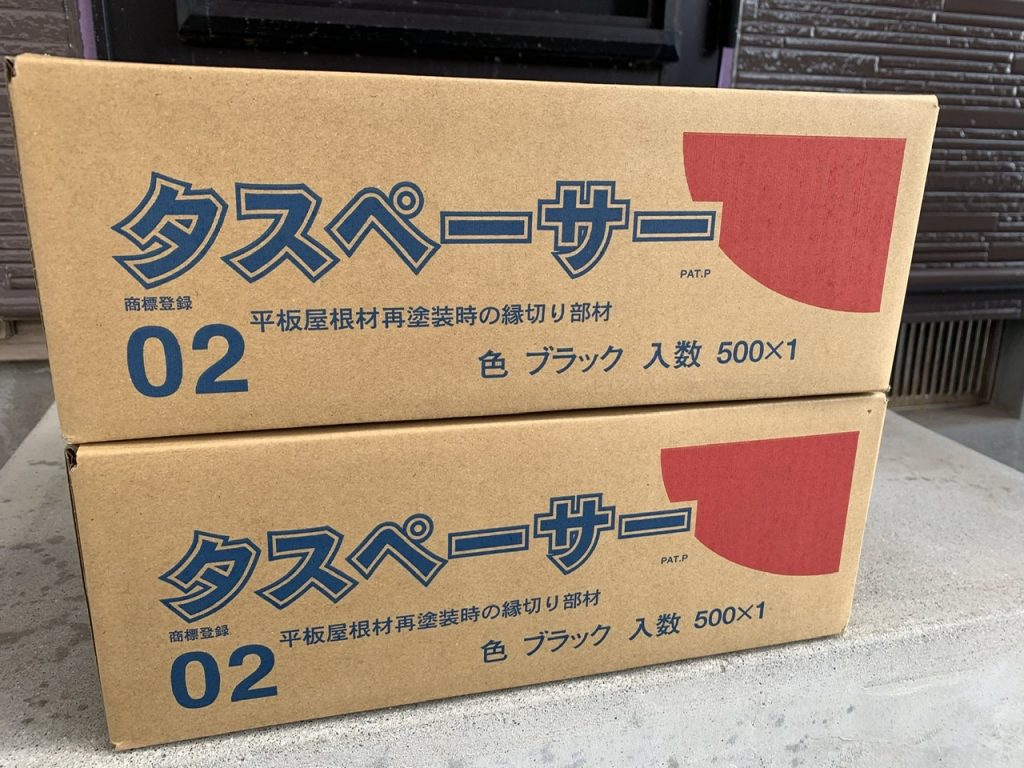 タスペーサー
PAT.P
商標登録
02
平板屋根材再塗装時の縁切り部材
色 ブラック 入数 500×1
タスペーサー
PAT.P
商標登録
02
平板屋根材再塗装時の縁切り部材
色 ブラック 入数 500×1